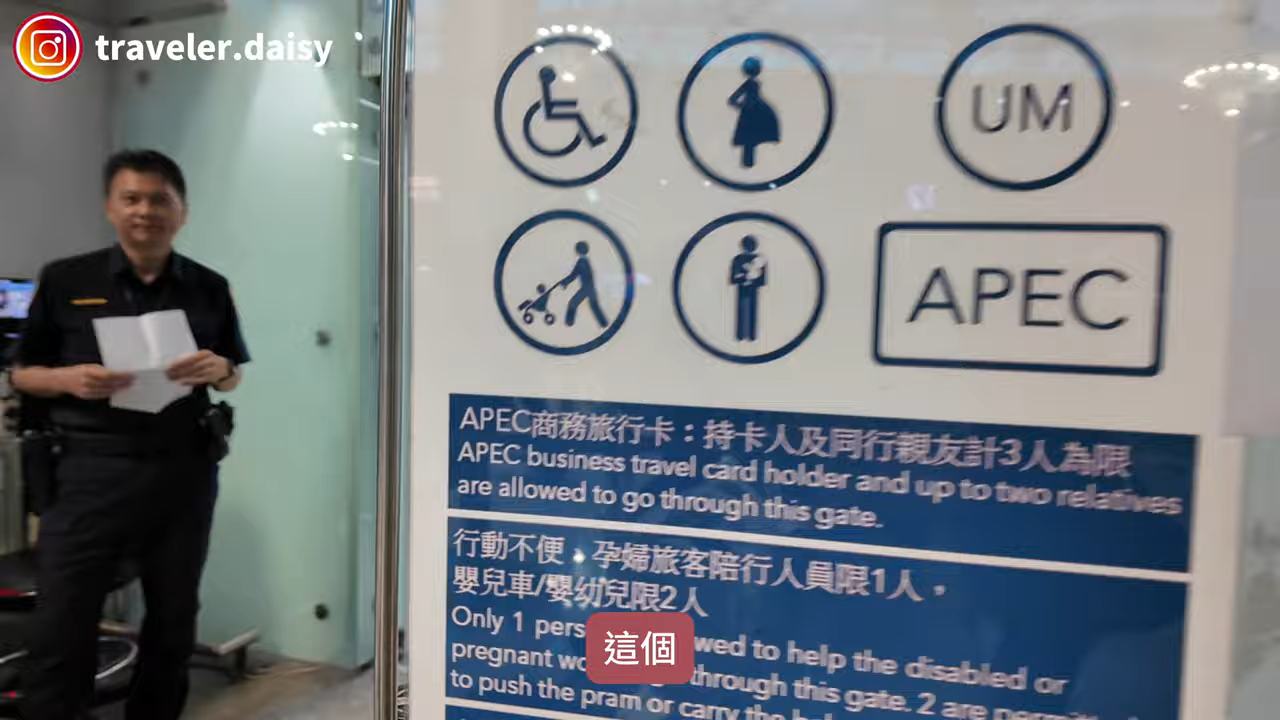 traveler.daisy
UM
APEC
APEC商務旅行卡：持卡人及同行親友計3人為限
APEC business travel card holder and up to two relatives
are allowed to go through this gate.
行動不便、孕婦旅客陪行人員限1人，
嬰兒車/嬰幼兒限2人
Only 1 pers wed to help the disabled or
pregnant wo through this gate. 2 are
to push the pram or carry the
這個